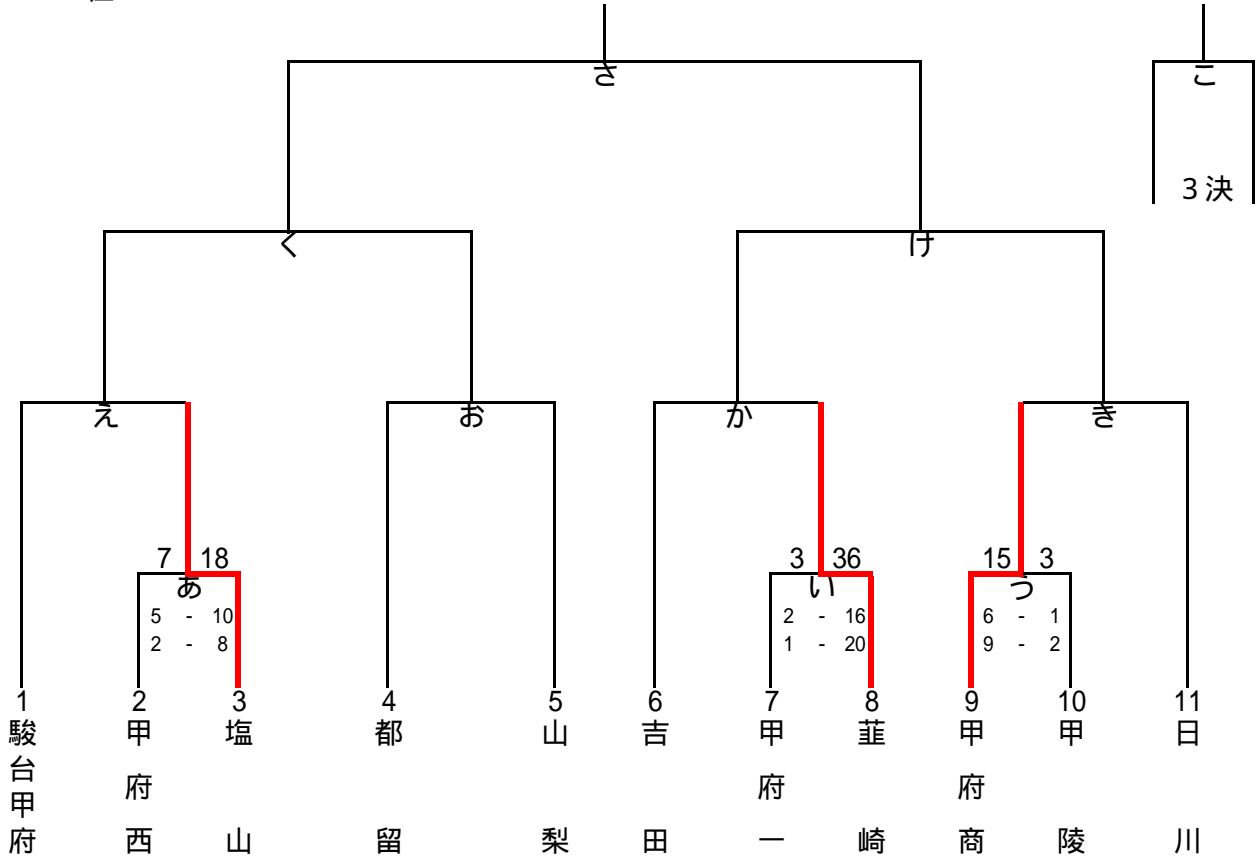 さ こ
3決
く け
え お か き
7 18 3 36 15 3
あ い う
5 - 10 2 - 16 6 - 1
2 - 8 1 - 20 9 - 2
1 2 3 4 5 6 7 8 9 10 11
駿台甲府
甲府西
塩山
都留
山梨
吉田
甲府一
韮崎
甲府商
甲陵
日川